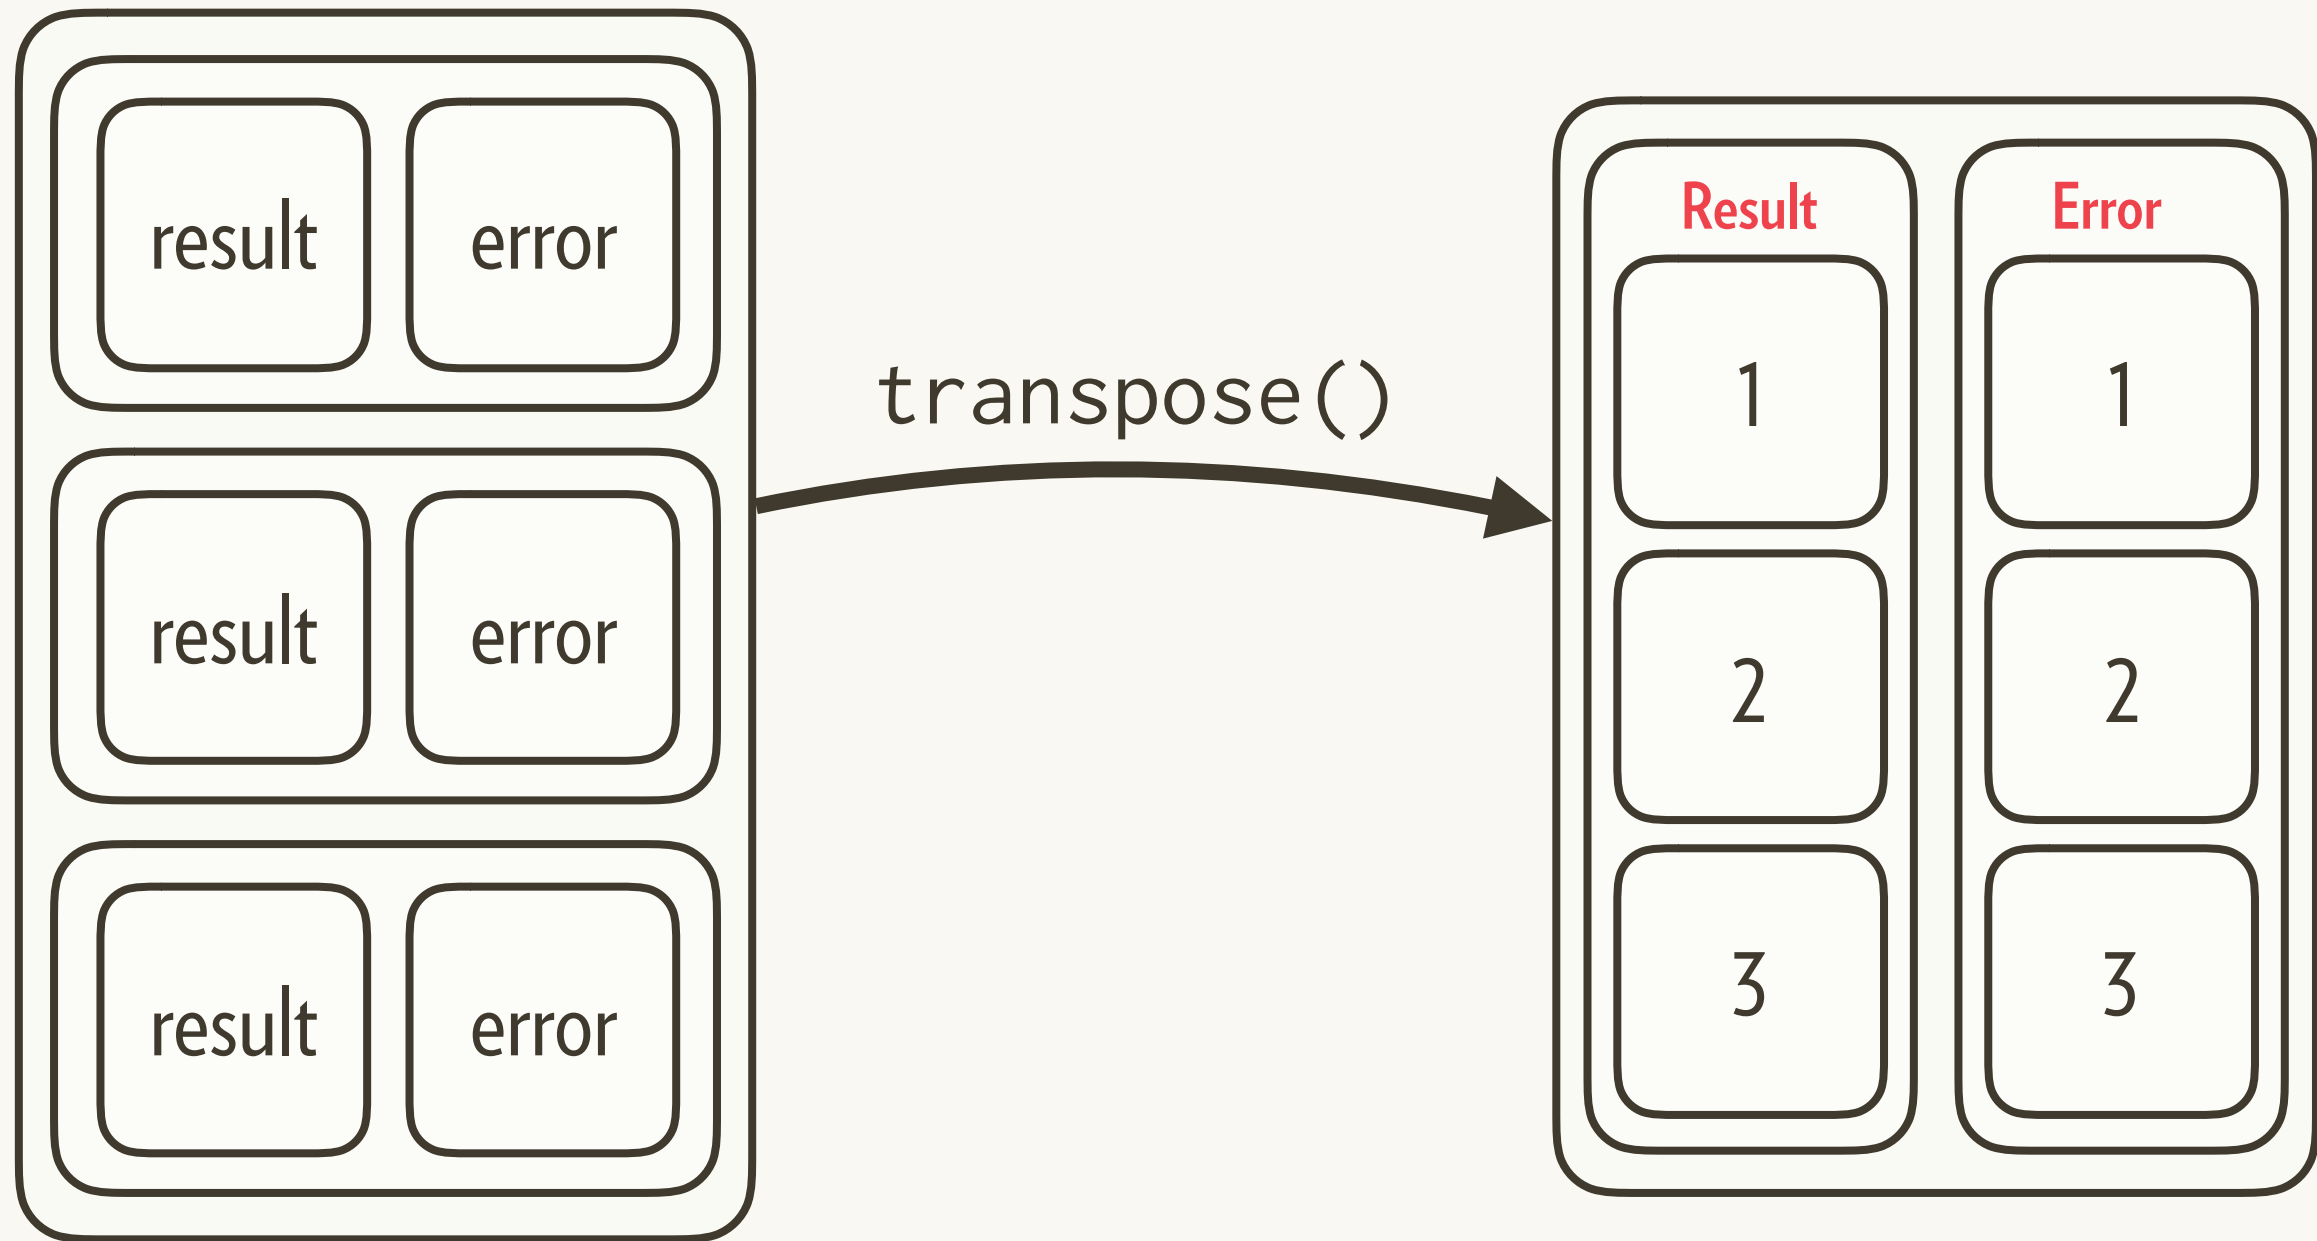 result error
result error
result error
transpose()
Result Error
1 1
2 2
3 3